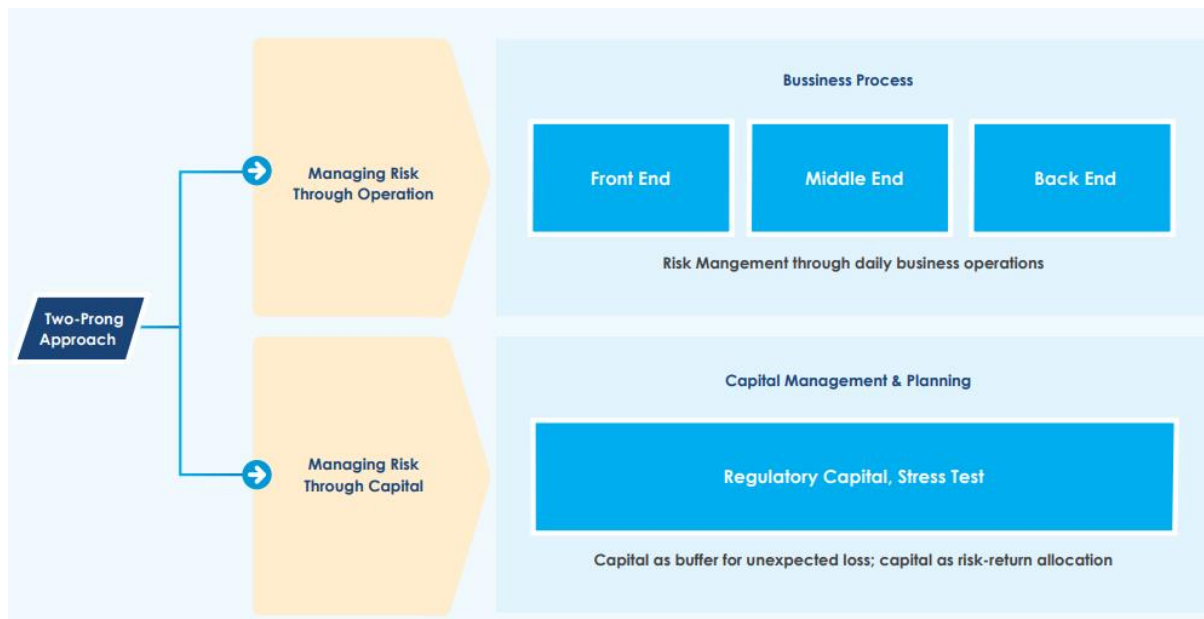 Two-Prong
Approach
Managing Risk
Through Operation
Bussiness Process
Front End
Middle End
Back End
Risk Mangement through daily business operations
Managing Risk
Through Capital
Capital Management & Planning
Regulatory Capital, Stress Test
Capital as buffer for unexpected loss; capital as risk-return allocation